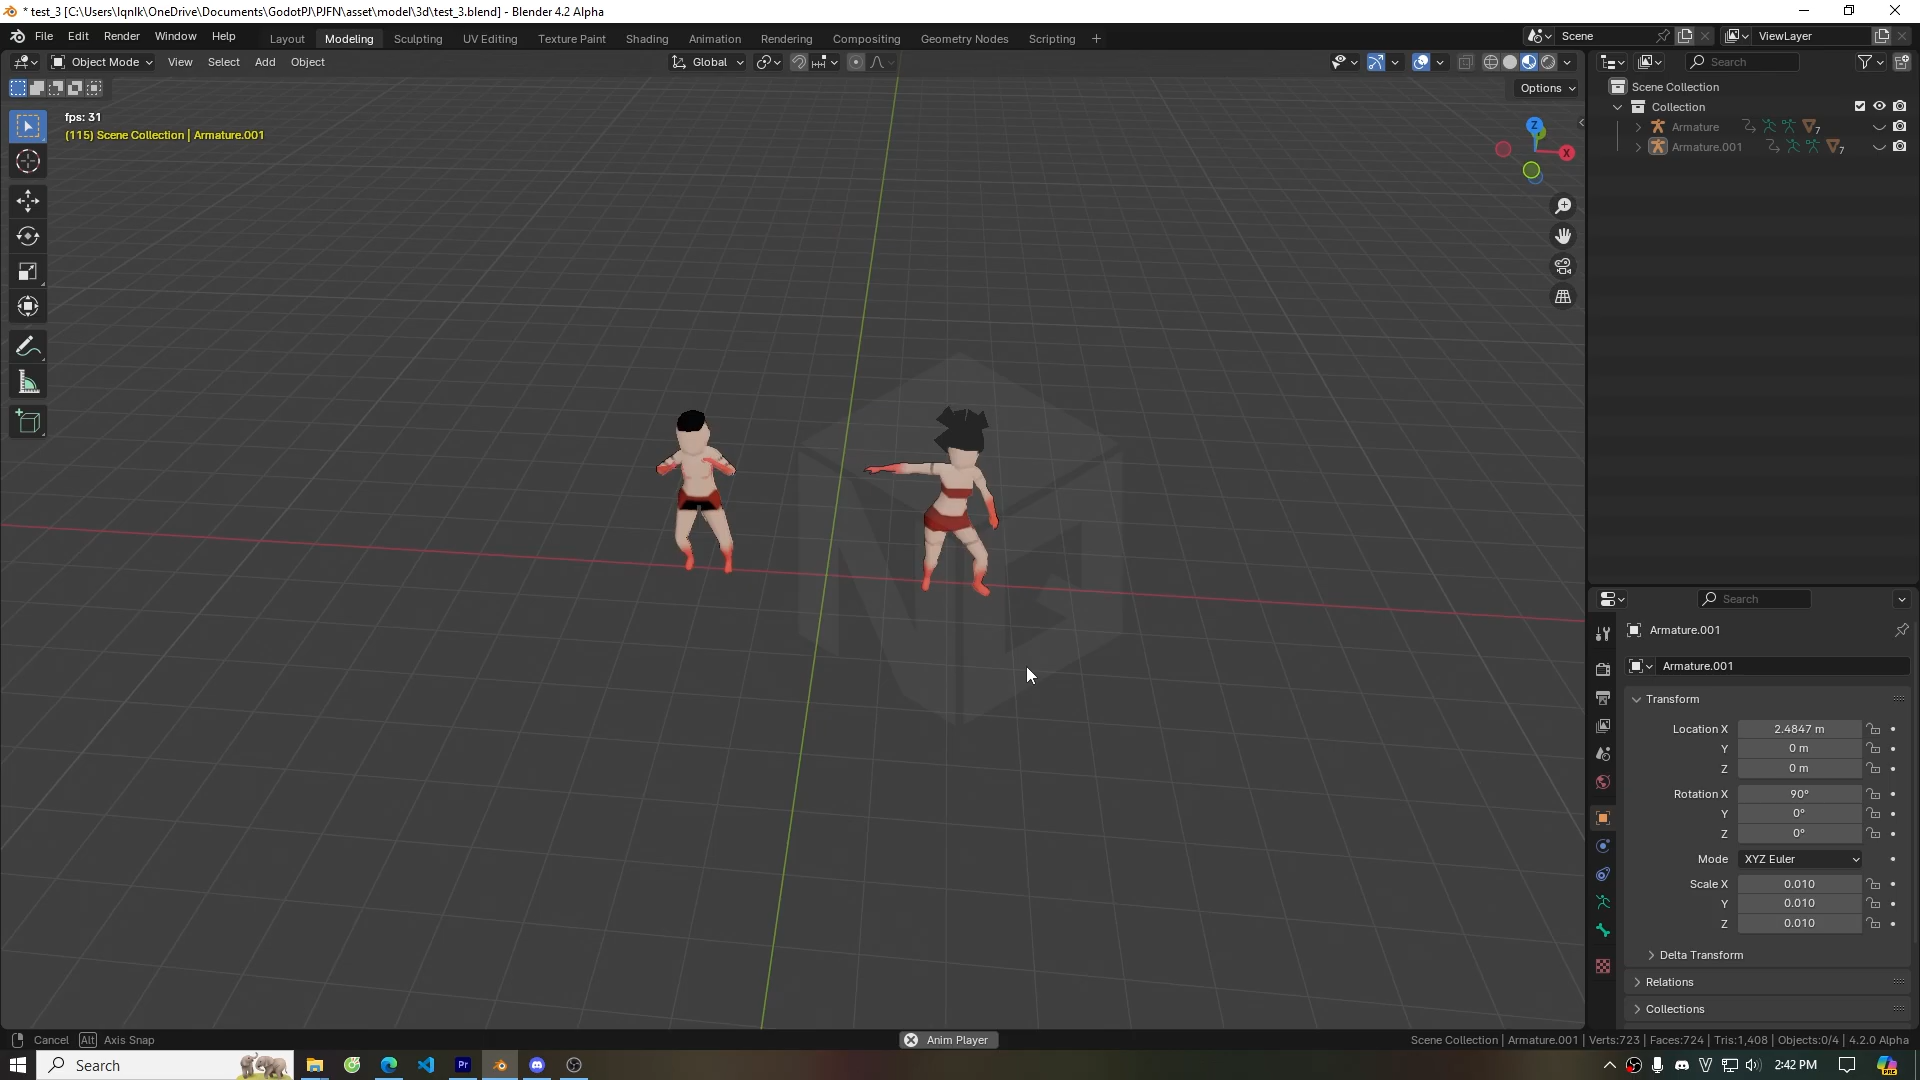 * test_3 [C:\Users\lqnlk\OneDrive\Documents\GodotPJ\PJFN\asset\model\3d\test_3.blend] - Blender 4.2 Alpha
File Edit Render Window Help Layout Modeling Sculpting UV Editing Texture Paint Shading Animation Rendering Compositing Geometry Nodes Scripting + Scene ViewLayer
Object Mode View Select Add Object Global Search
Options
Scene Collection
fps: 31
Collection
(115) Scene Collection | Armature.001
Armature 7
Armature.001 7
Z
X
Search
Armature.001
Armature.001
Transform
Location X 2.4847 m
Y 0 m
Z 0 m
Rotation X 90°
Y 0°
Z 0°
Mode XYZ Euler
Scale X 0.010
Y 0.010
Z 0.010
Delta Transform
Relations
Collections
Cancel Alt Axis Snap Anim Player Scene Collection | Armature.001 | Verts:723 | Faces:724 | Tris:1,408 | Objects:0/4 | 4.2.0 Alpha
Search Pr 2:42 PM PRE